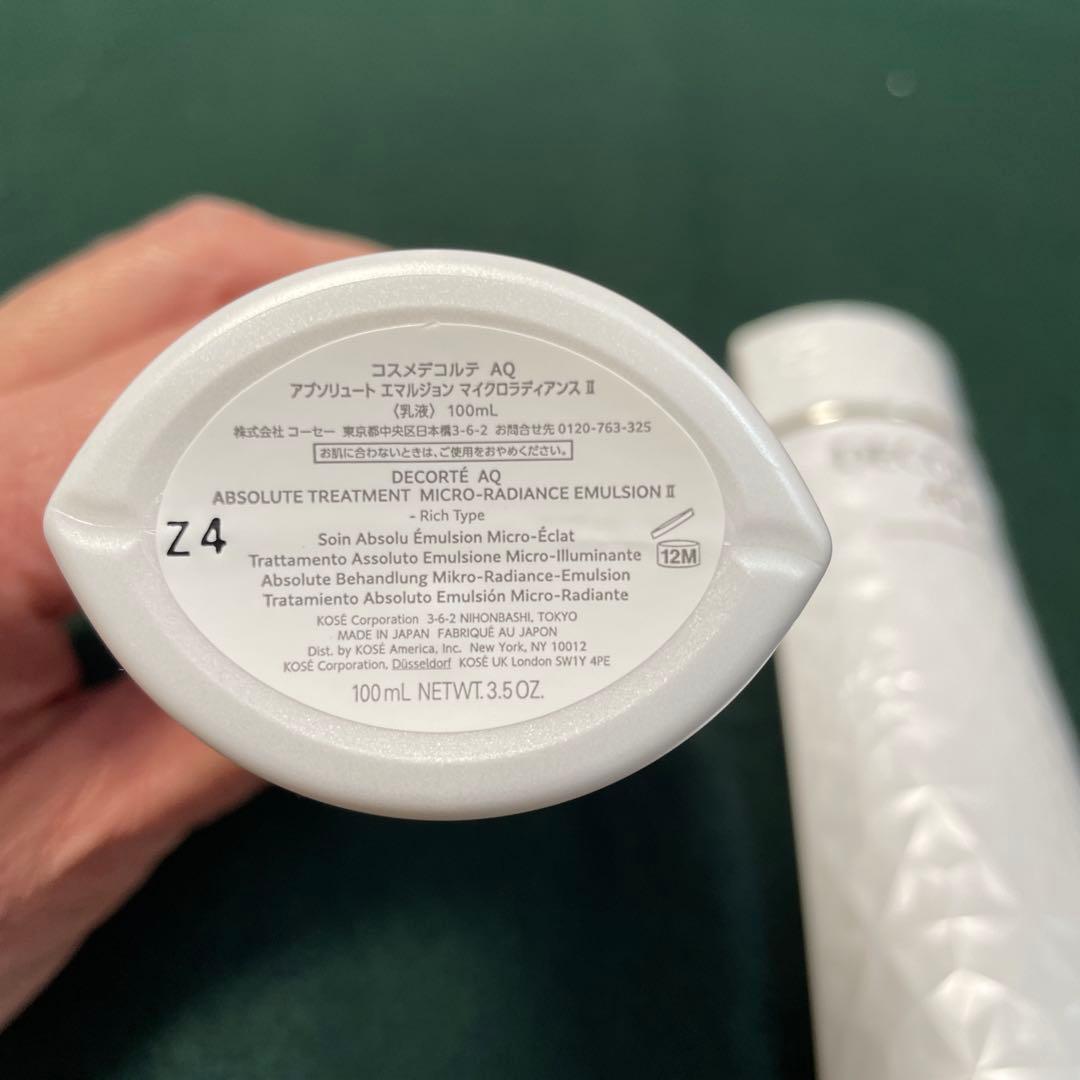 コスメデコルテ AQ
アブソリュート エマルジョン マイクロラディアンス Ⅱ
〈乳液〉 100mL
株式会社 コーセー 東京都中央区日本橋3-6-2 お問合せ先 0120-763-325
お肌に合わないときは、ご使用をおやめください。
DECORTÉ AQ
ABSOLUTE TREATMENT MICRO-RADIANCE EMULSION Ⅱ
- Rich Type
Z4
Soin Absolu Émulsion Micro-Éclat
Trattamento Assoluto Emulsione Micro-Illuminante
12M
Absolute Behandlung Mikro-Radiance-Emulsion
Tratamiento Absoluto Emulsión Micro-Radiante
KOSÉ Corporation 3-6-2 NIHONBASHI, TOKYO
MADE IN JAPAN FABRIQUÉ AU JAPON
Dist. by KOSÉ America, Inc. New York, NY 10012
KOSÉ Corporation, Düsseldorf KOSÉ UK London SW1Y 4PE
100mL NETWT. 3.5OZ.